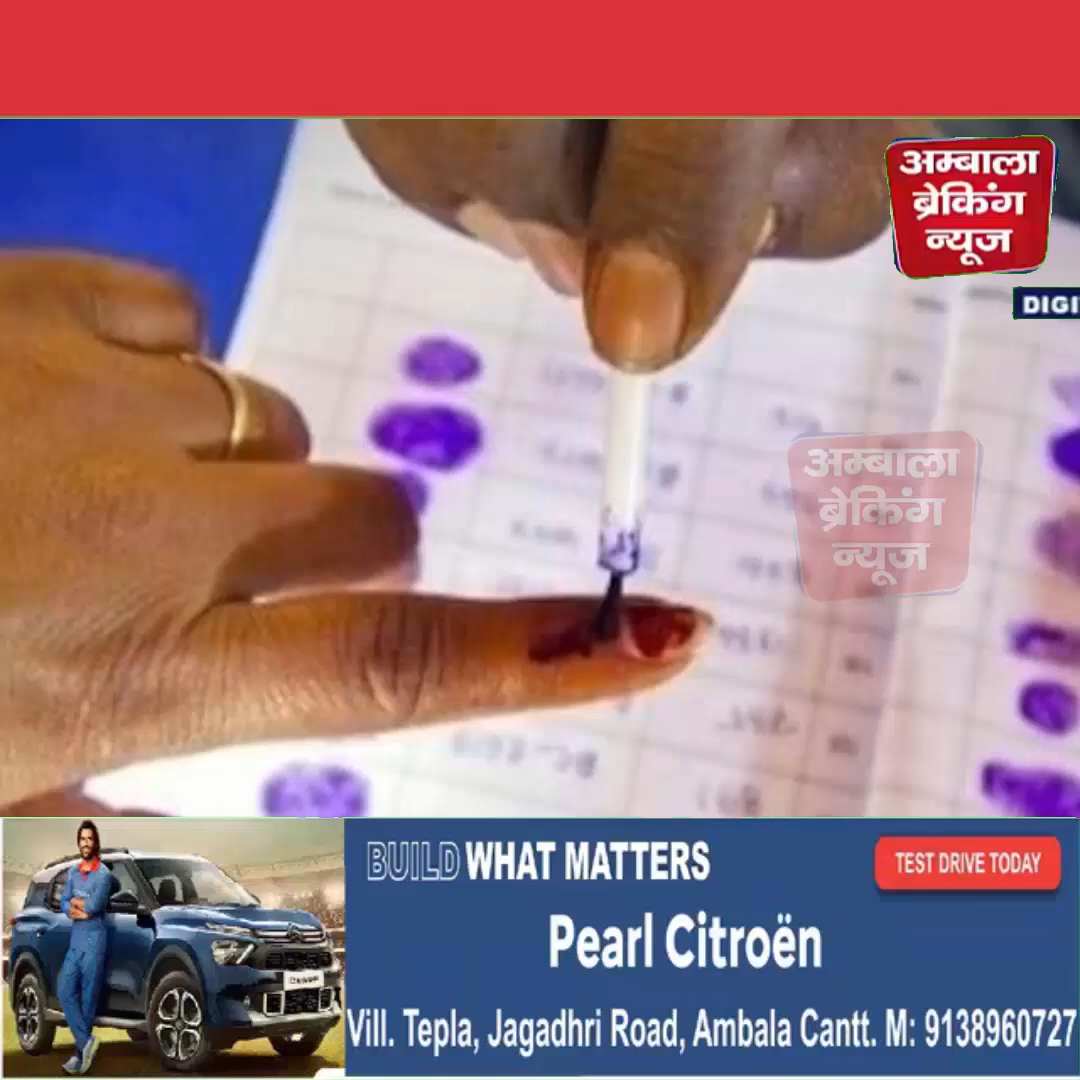 अम्बाला
ब्रेकिंग
न्यूज
DIGI
अम्बाला
ब्रेकिंग
न्यूज
BUILD WHAT MATTERS
TEST DRIVE TODAY
Pearl Citroën
Vill. Tepla, Jagadhri Road, Ambala Cantt. M: 9138960727